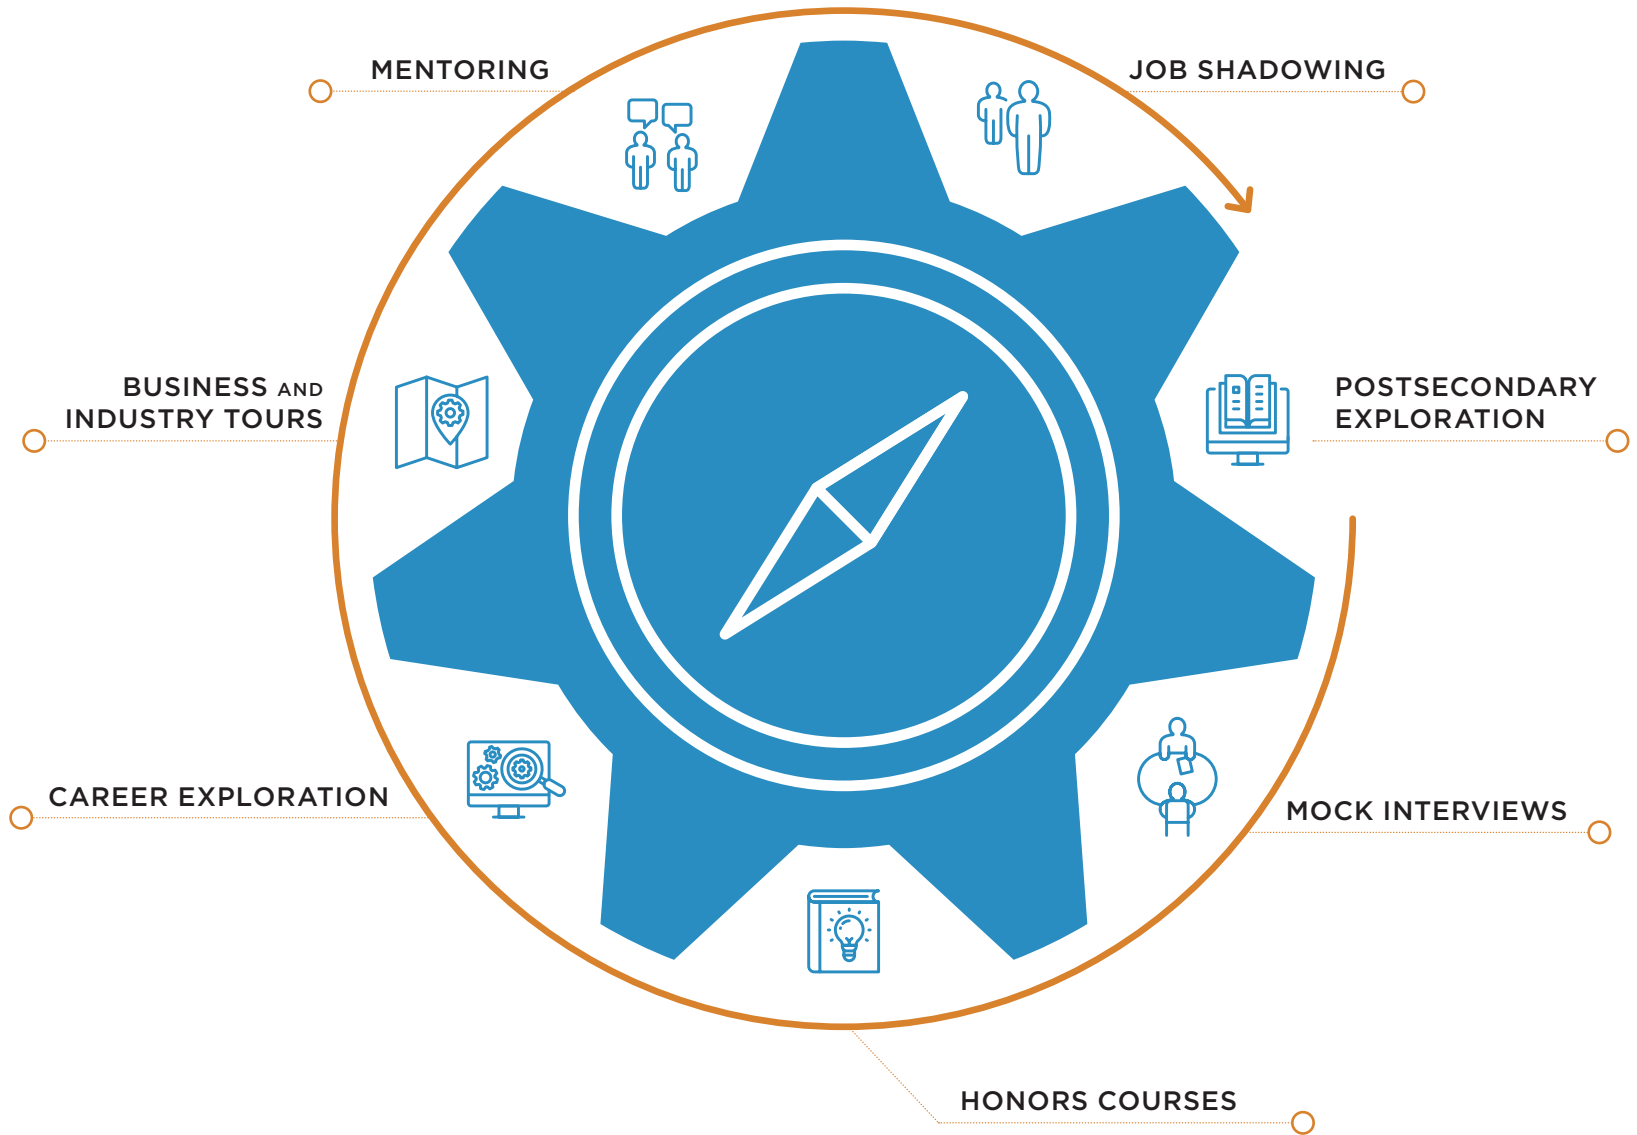 MENTORING
JOB SHADOWING
BUSINESS AND
INDUSTRY TOURS
POSTSECONDARY
EXPLORATION
CAREER EXPLORATION
MOCK INTERVIEWS
HONORS COURSES